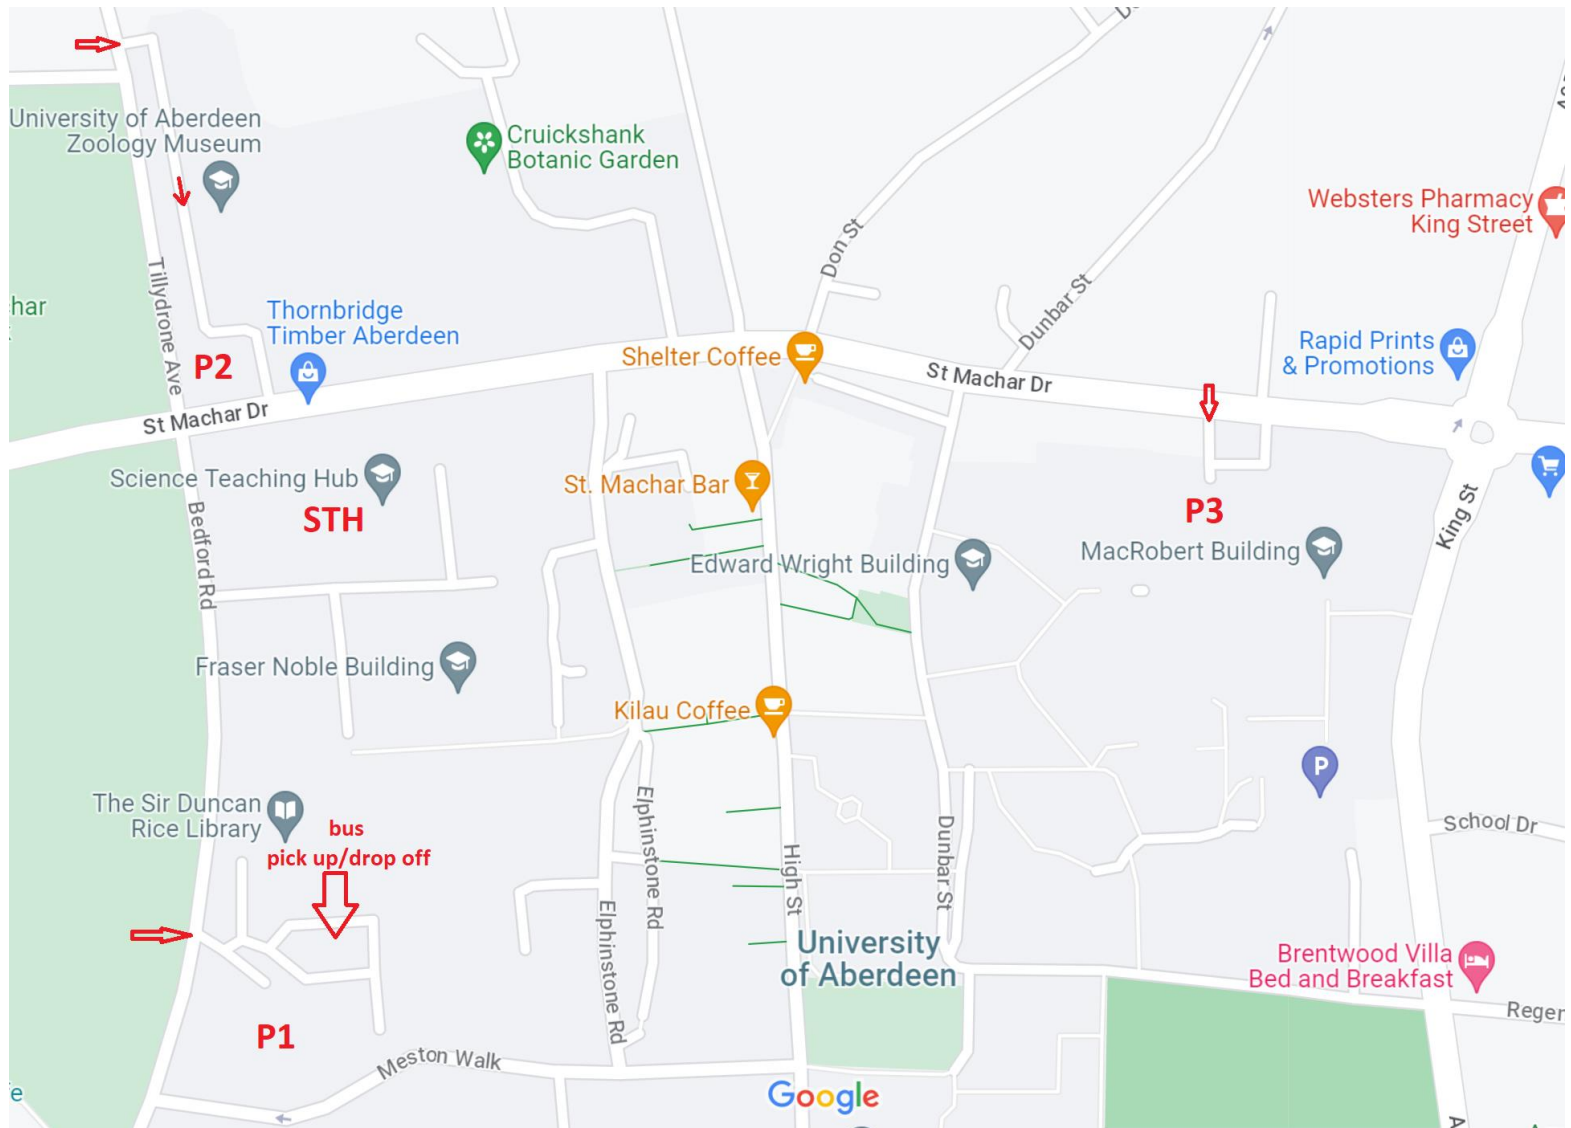 University of Aberdeen
Zoology Museum
Cruickshank
Botanic Garden
Don St
Dunbar St
Websters Pharmacy
King Street
Tillydrone Ave
Thornbridge
Timber Aberdeen
P2
Shelter Coffee
Rapid Prints
& Promotions
St Machar Dr
St Machar Dr
Science Teaching Hub
STH
St. Machar Bar
P3
King St
Bedford Rd
Edward Wright Building
MacRobert Building
Fraser Noble Building
Kilau Coffee
P
The Sir Duncan
Rice Library
bus
pick up/drop off
Elphinstone Rd
Elphinstone Rd
High St
Dunbar St
School Dr
University
of Aberdeen
Brentwood Villa
Bed and Breakfast
P1
Meston Walk
Google